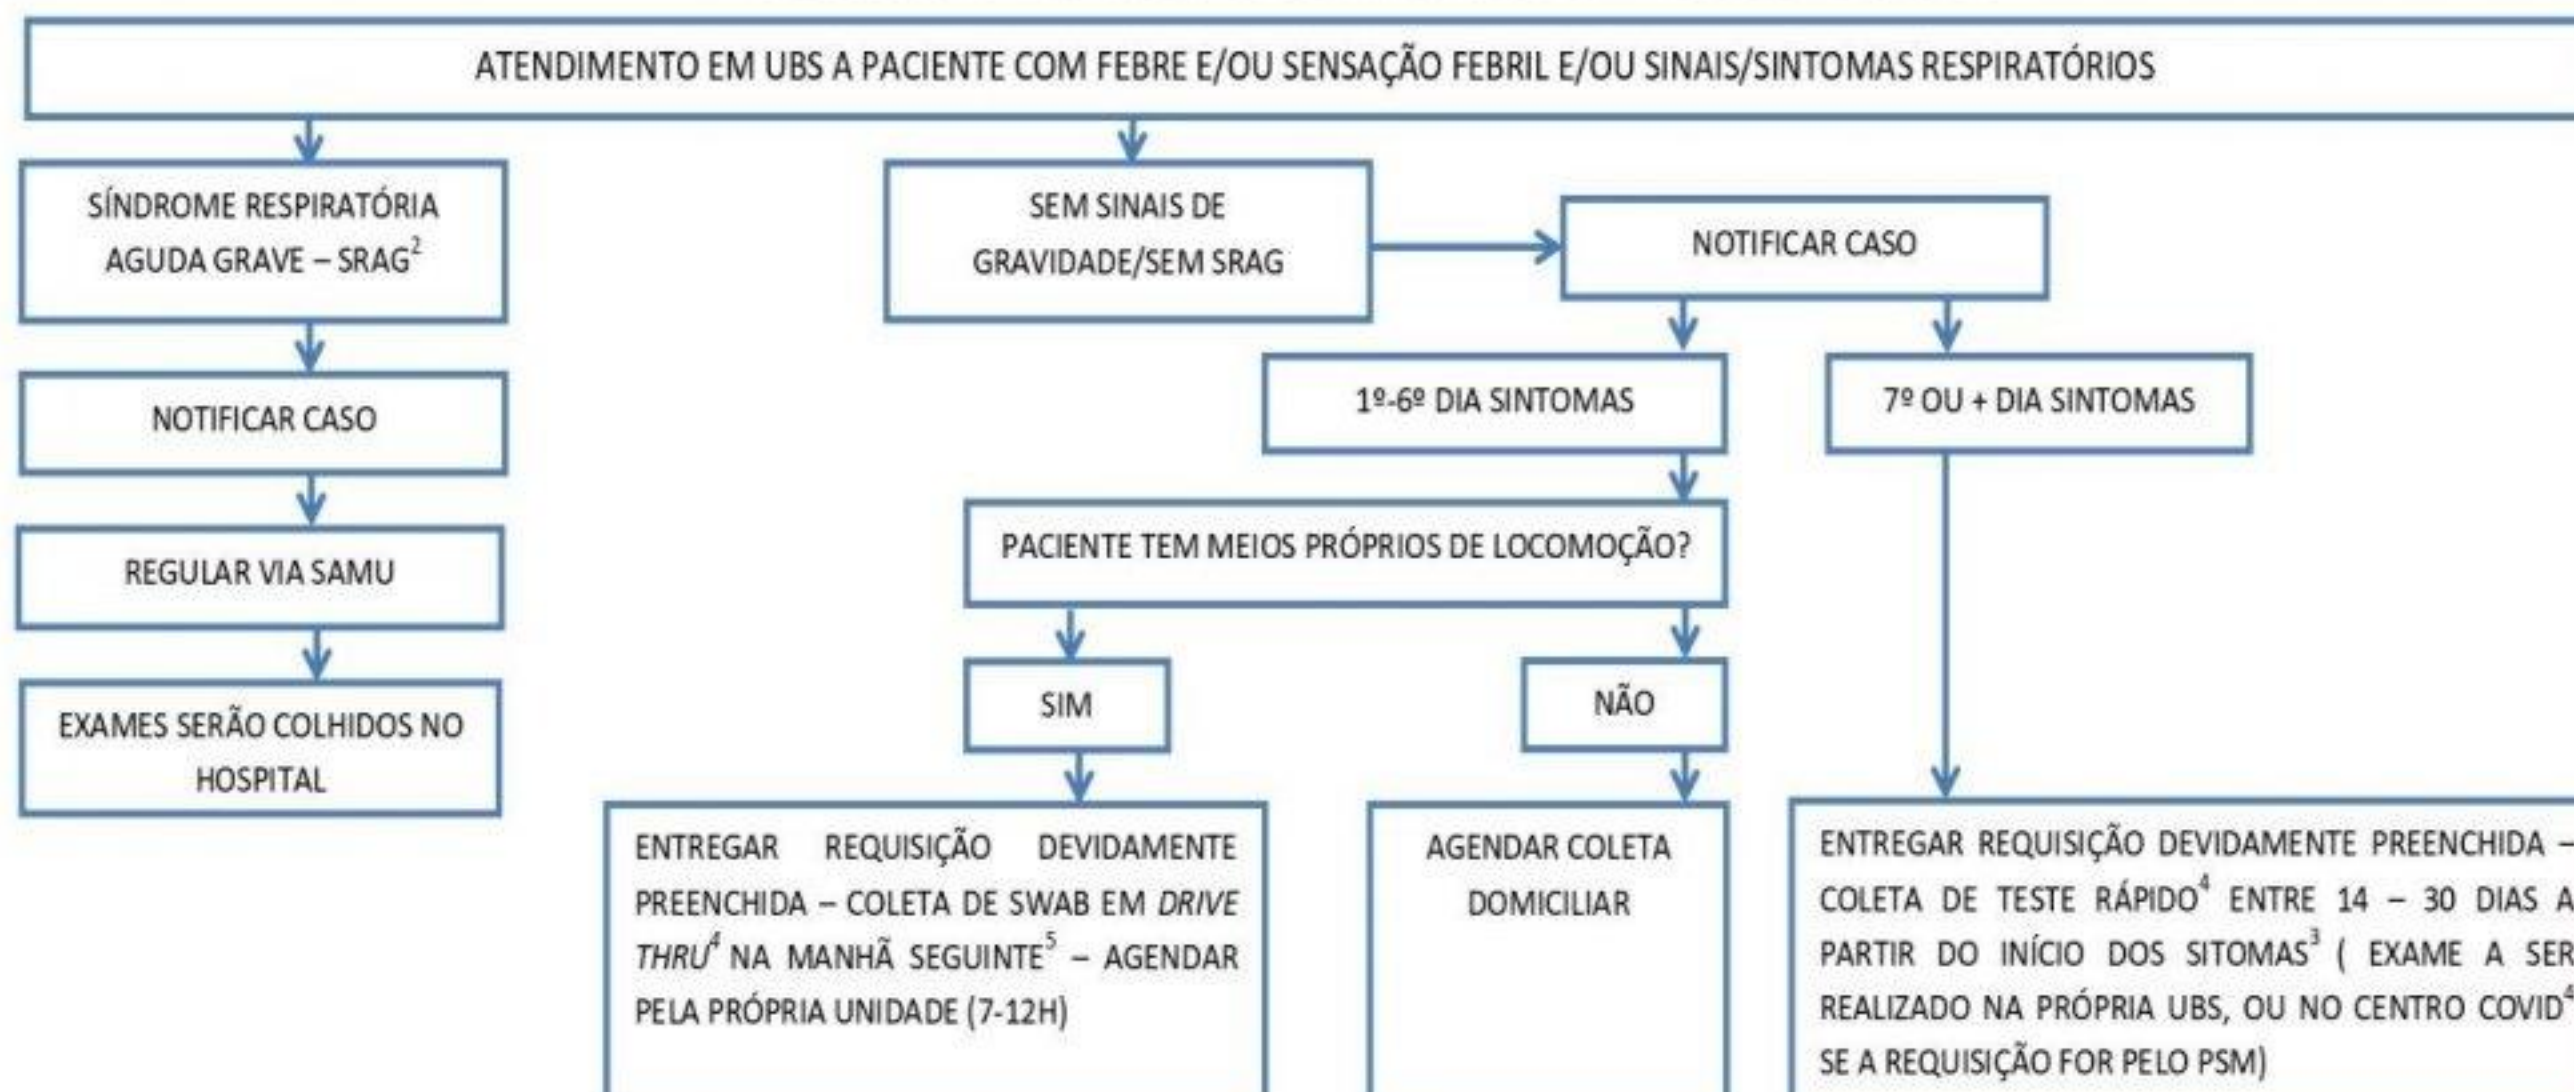 ATENDIMENTO EM UBS A PACIENTE COM FEBRE E/OU SENSAÇÃO FEBRIL E/OU SINAIS/SINTOMAS RESPIRATÓRIOS
SÍNDROME RESPIRATÓRIA
AGUDA GRAVE – SRAG²
NOTIFICAR CASO
REGULAR VIA SAMU
EXAMES SERÃO COLHIDOS NO
HOSPITAL
SEM SINAIS DE
GRAVIDADE/SEM SRAG
NOTIFICAR CASO
1º-6º DIA SINTOMAS
7º OU + DIA SINTOMAS
PACIENTE TEM MEIOS PRÓPRIOS DE LOCOMOÇÃO?
SIM
NÃO
ENTREGAR REQUISIÇÃO DEVIDAMENTE
PREENCHIDA – COLETA DE SWAB EM DRIVE
THRU⁴ NA MANHÃ SEGUINTE⁵ – AGENDAR
PELA PRÓPRIA UNIDADE (7-12H)
AGENDAR COLETA
DOMICILIAR
ENTREGAR REQUISIÇÃO DEVIDAMENTE PREENCHIDA –
COLETA DE TESTE RÁPIDO⁴ ENTRE 14 – 30 DIAS A
PARTIR DO INÍCIO DOS SITOMAS³ ( EXAME A SER
REALIZADO NA PRÓPRIA UBS, OU NO CENTRO COVID⁴
SE A REQUISIÇÃO FOR PELO PSM)